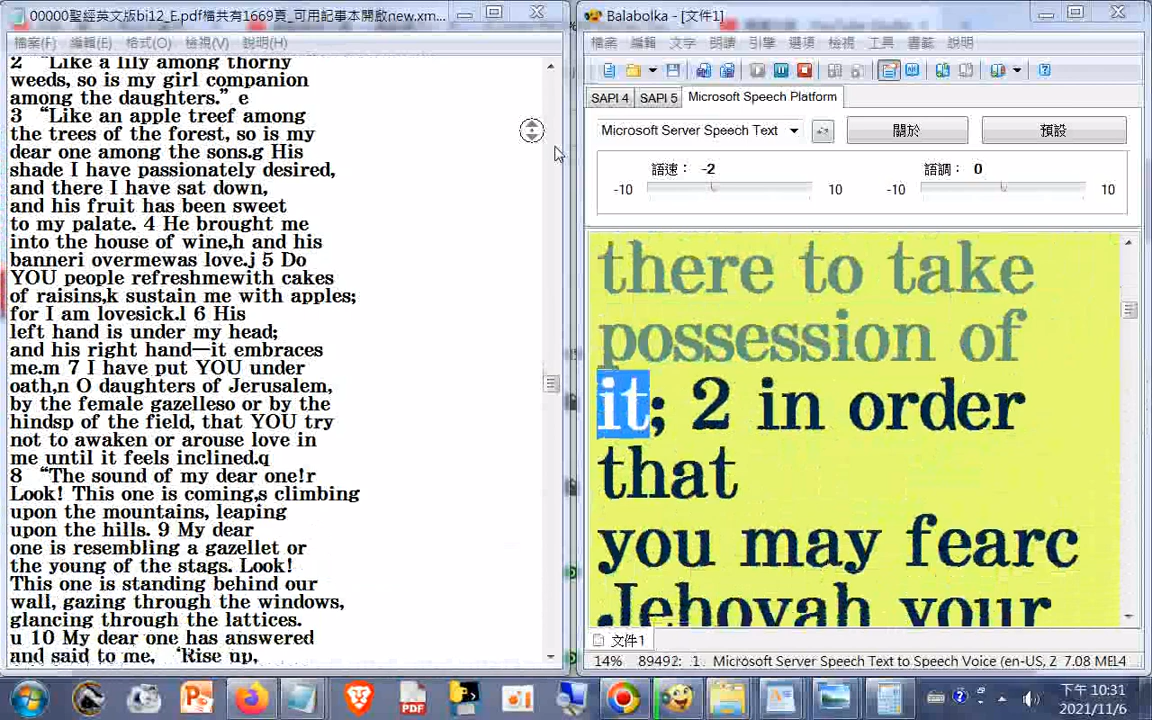 00000聖經英文版bi12_E.pdf檔共有1669頁_可用記事本開啟new.xm...
檔案(F) 編輯(E) 格式(O) 檢視(V) 說明(H)
2 “Like a lily among thorny
weeds, so is my girl companion
among the daughters.” e
3 “Like an apple treef among
the trees of the forest, so is my
dear one among the sons.g His
shade I have passionately desired,
and there I have sat down,
and his fruit has been sweet
to my palate. 4 He brought me
into the house of wine,h and his
banneri overmewas love.j 5 Do
YOU people refreshmewith cakes
of raisins,k sustain me with apples;
for I am lovesick.l 6 His
left hand is under my head;
and his right hand—it embraces
me.m 7 I have put YOU under
oath,n O daughters of Jerusalem,
by the female gazelleso or by the
hindsp of the field, that YOU try
not to awaken or arouse love in
me until it feels inclined.q
8 “The sound of my dear one!r
Look! This one is coming,s climbing
upon the mountains, leaping
upon the hills. 9 My dear
one is resembling a gazellet or
the young of the stags. Look!
This one is standing behind our
wall, gazing through the windows,
glancing through the lattices.
u 10 My dear one has answered
and said to me, ‘Rise up,
Balabolka - [文件1]
檔案 編輯 文字 朗讀 引擎 選項 檢視 工具 書籤 說明
SAPI 4 SAPI 5 Microsoft Speech Platform
Microsoft Server Speech Text 關於 預設
語速： -2 語調： 0
-10 10 -10 10
there to take
possession of
it; 2 in order
that
you may fearc
Jehovah your
文件1
14% 89492: .1 Microsoft Server Speech Text to Speech Voice (en-US, Z 7.08 MB14
PDF
下午 10:31
2021/11/6